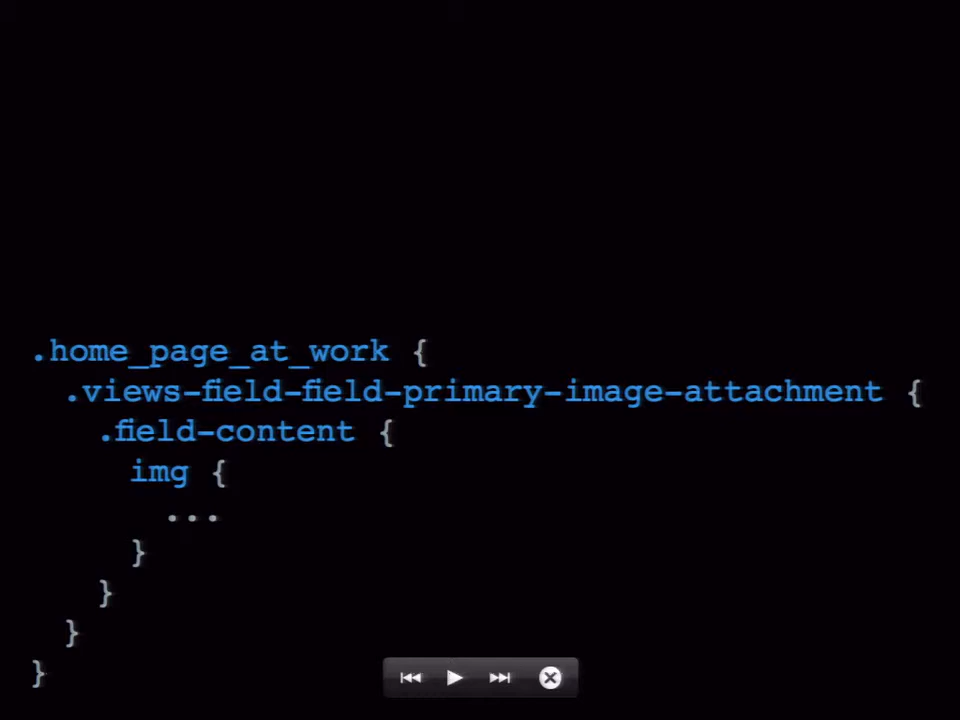 .home_page_at_work {
.views-field-field-primary-image-attachment {
.field-content {
img {
...
}
}
}
}